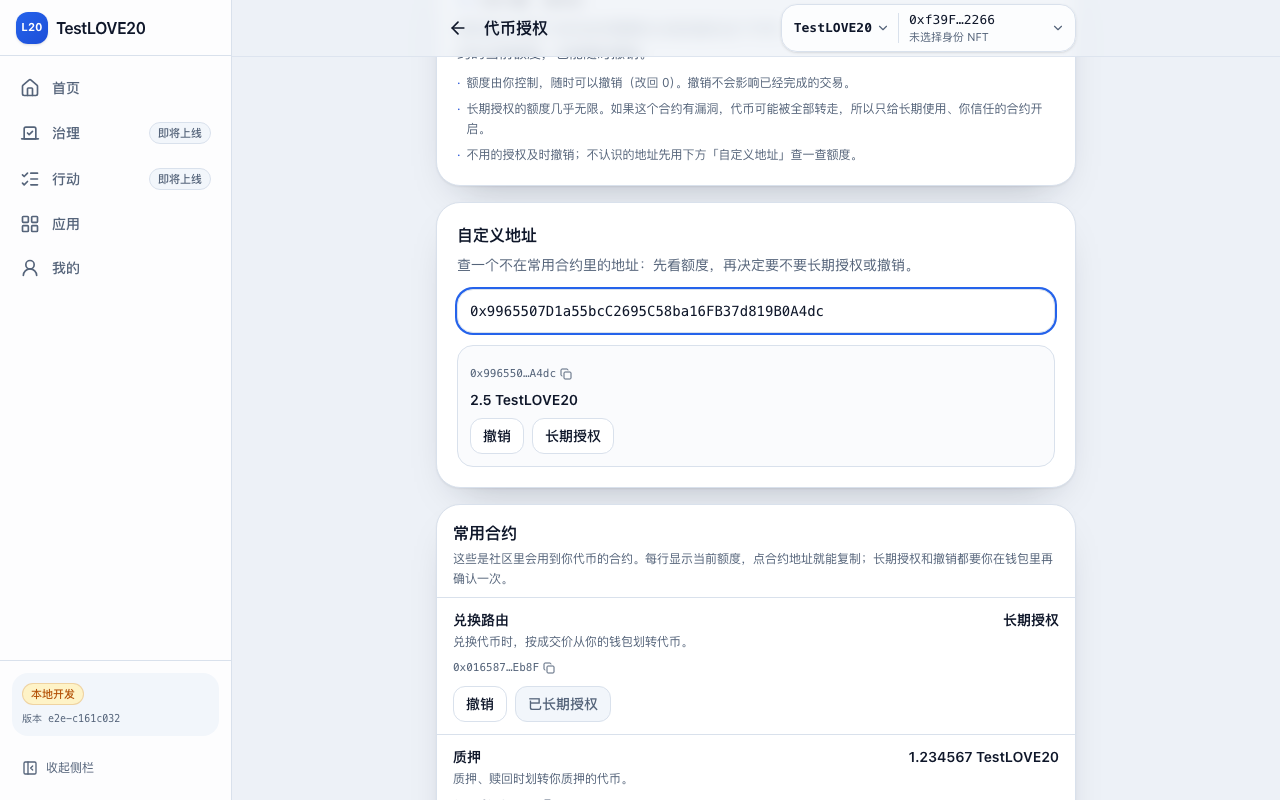 L20 TestLOVE20
首页
治理 即将上线
行动 即将上线
应用
我的
本地开发
版本 e2e-c161c032
收起侧栏
代币授权
TestLOVE20
0xf39F…2266
未选择身份 NFT
· 额度由你控制，随时可以撤销（改回 0）。撤销不会影响已经完成的交易。
· 长期授权的额度几乎无限。如果这个合约有漏洞，代币可能被全部转走，所以只给长期使用、你信任的合约开
启。
· 不用的授权及时撤销；不认识的地址先用下方「自定义地址」查一查额度。
自定义地址
查一个不在常用合约里的地址：先看额度，再决定要不要长期授权或撤销。
0x9965507D1a55bcC2695C58ba16FB37d819B0A4dc
0x996550…A4dc
2.5 TestLOVE20
撤销 长期授权
常用合约
这些是社区里会用到你代币的合约。每行显示当前额度，点合约地址就能复制；长期授权和撤销都要你在钱包里再
确认一次。
兑换路由 长期授权
兑换代币时，按成交价从你的钱包划转代币。
0x016587…Eb8F
撤销 已长期授权
质押 1.234567 TestLOVE20
质押、赎回时划转你质押的代币。